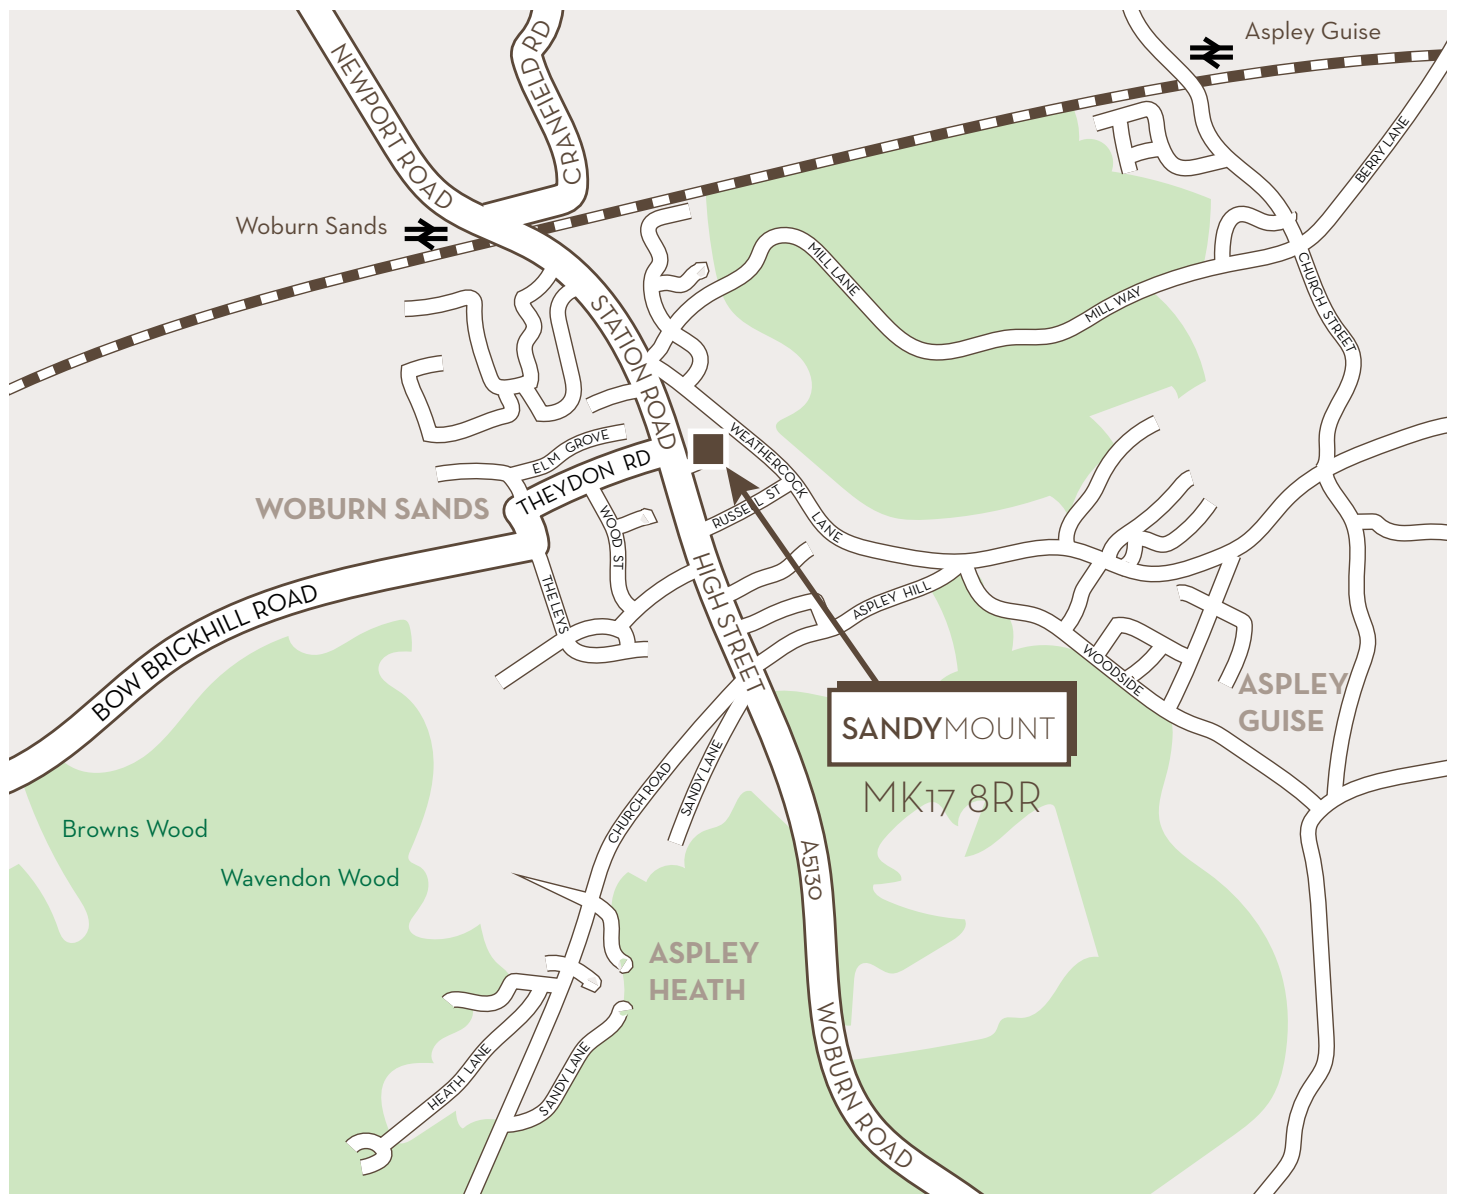 Aspley Guise
NEWPORT ROAD
CRANFIELD RD
BERRY LANE
Woburn Sands
MILL LANE
MILL WAY
CHURCH STREET
STATION ROAD
WEATHERCOCK LANE
ELM GROVE
THEYDON RD
WOBURN SANDS
RUSSELL ST
WOOD ST
HIGH STREET
THE LEYS
ASPLEY HILL
BOW BRICKHILL ROAD
WOODSIDE
ASPLEY
GUISE
SANDYMOUNT
MK17 8RR
CHURCH ROAD
SANDY LANE
Browns Wood
Wavendon Wood
A5130
ASPLEY
HEATH
WOBURN ROAD
HEATH LANE
SANDY LANE